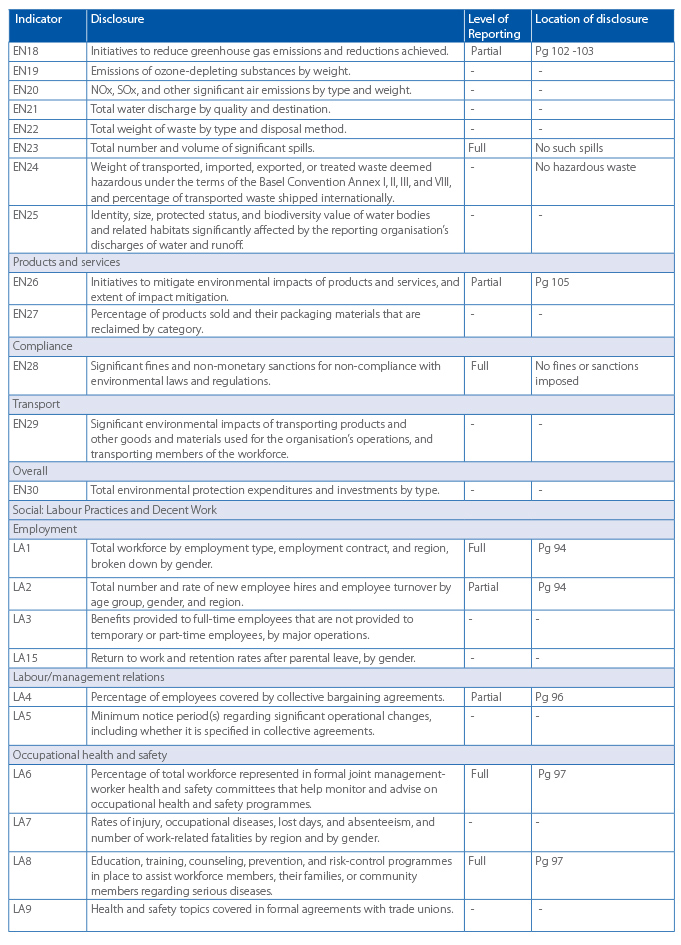 Indicator Disclosure Level of Reporting Location of disclosure
EN18 Initiatives to reduce greenhouse gas emissions and reductions achieved. Partial Pg 102 -103
EN19 Emissions of ozone-depleting substances by weight. - -
EN20 NOx, SOx, and other significant air emissions by type and weight. - -
EN21 Total water discharge by quality and destination. - -
EN22 Total weight of waste by type and disposal method. - -
EN23 Total number and volume of significant spills. Full No such spills
EN24 Weight of transported, imported, exported, or treated waste deemed - No hazardous waste
hazardous under the terms of the Basel Convention Annex I, II, III, and VIII,
and percentage of transported waste shipped internationally.
EN25 Identity, size, protected status, and biodiversity value of water bodies - -
and related habitats significantly affected by the reporting organisation's
discharges of water and runoff.
Products and services
EN26 Initiatives to mitigate environmental impacts of products and services, and Partial Pg 105
extent of impact mitigation.
EN27 Percentage of products sold and their packaging materials that are - -
reclaimed by category.
Compliance
EN28 Significant fines and non-monetary sanctions for non-compliance with Full No fines or sanctions
environmental laws and regulations. imposed
Transport
EN29 Significant environmental impacts of transporting products and - -
other goods and materials used for the organisation's operations, and
transporting members of the workforce.
Overall
EN30 Total environmental protection expenditures and investments by type. - -
Social: Labour Practices and Decent Work
Employment
LA1 Total workforce by employment type, employment contract, and region, Full Pg 94
broken down by gender.
LA2 Total number and rate of new employee hires and employee turnover by Partial Pg 94
age group, gender, and region.
LA3 Benefits provided to full-time employees that are not provided to - -
temporary or part-time employees, by major operations.
LA15 Return to work and retention rates after parental leave, by gender. - -
Labour/management relations
LA4 Percentage of employees covered by collective bargaining agreements. Partial Pg 96
LA5 Minimum notice period(s) regarding significant operational changes, - -
including whether it is specified in collective agreements.
Occupational health and safety
LA6 Percentage of total workforce represented in formal joint management- Full Pg 97
worker health and safety committees that help monitor and advise on
occupational health and safety programmes.
LA7 Rates of injury, occupational diseases, lost days, and absenteeism, and - -
number of work-related fatalities by region and by gender.
LA8 Education, training, counseling, prevention, and risk-control programmes Full Pg 97
in place to assist workforce members, their families, or community
members regarding serious diseases.
LA9 Health and safety topics covered in formal agreements with trade unions. - -